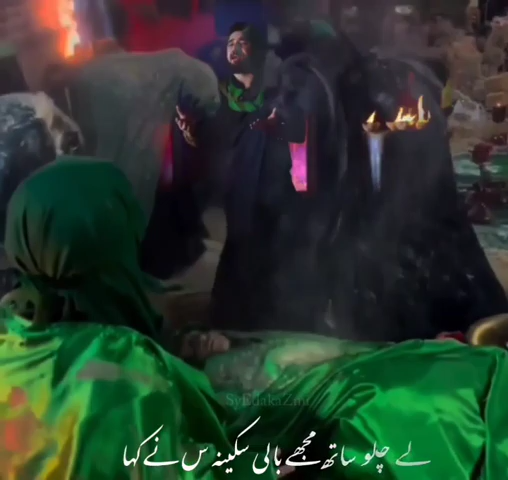 لے چلو ساتھ مجھے بالی سکینہ س نے کہا